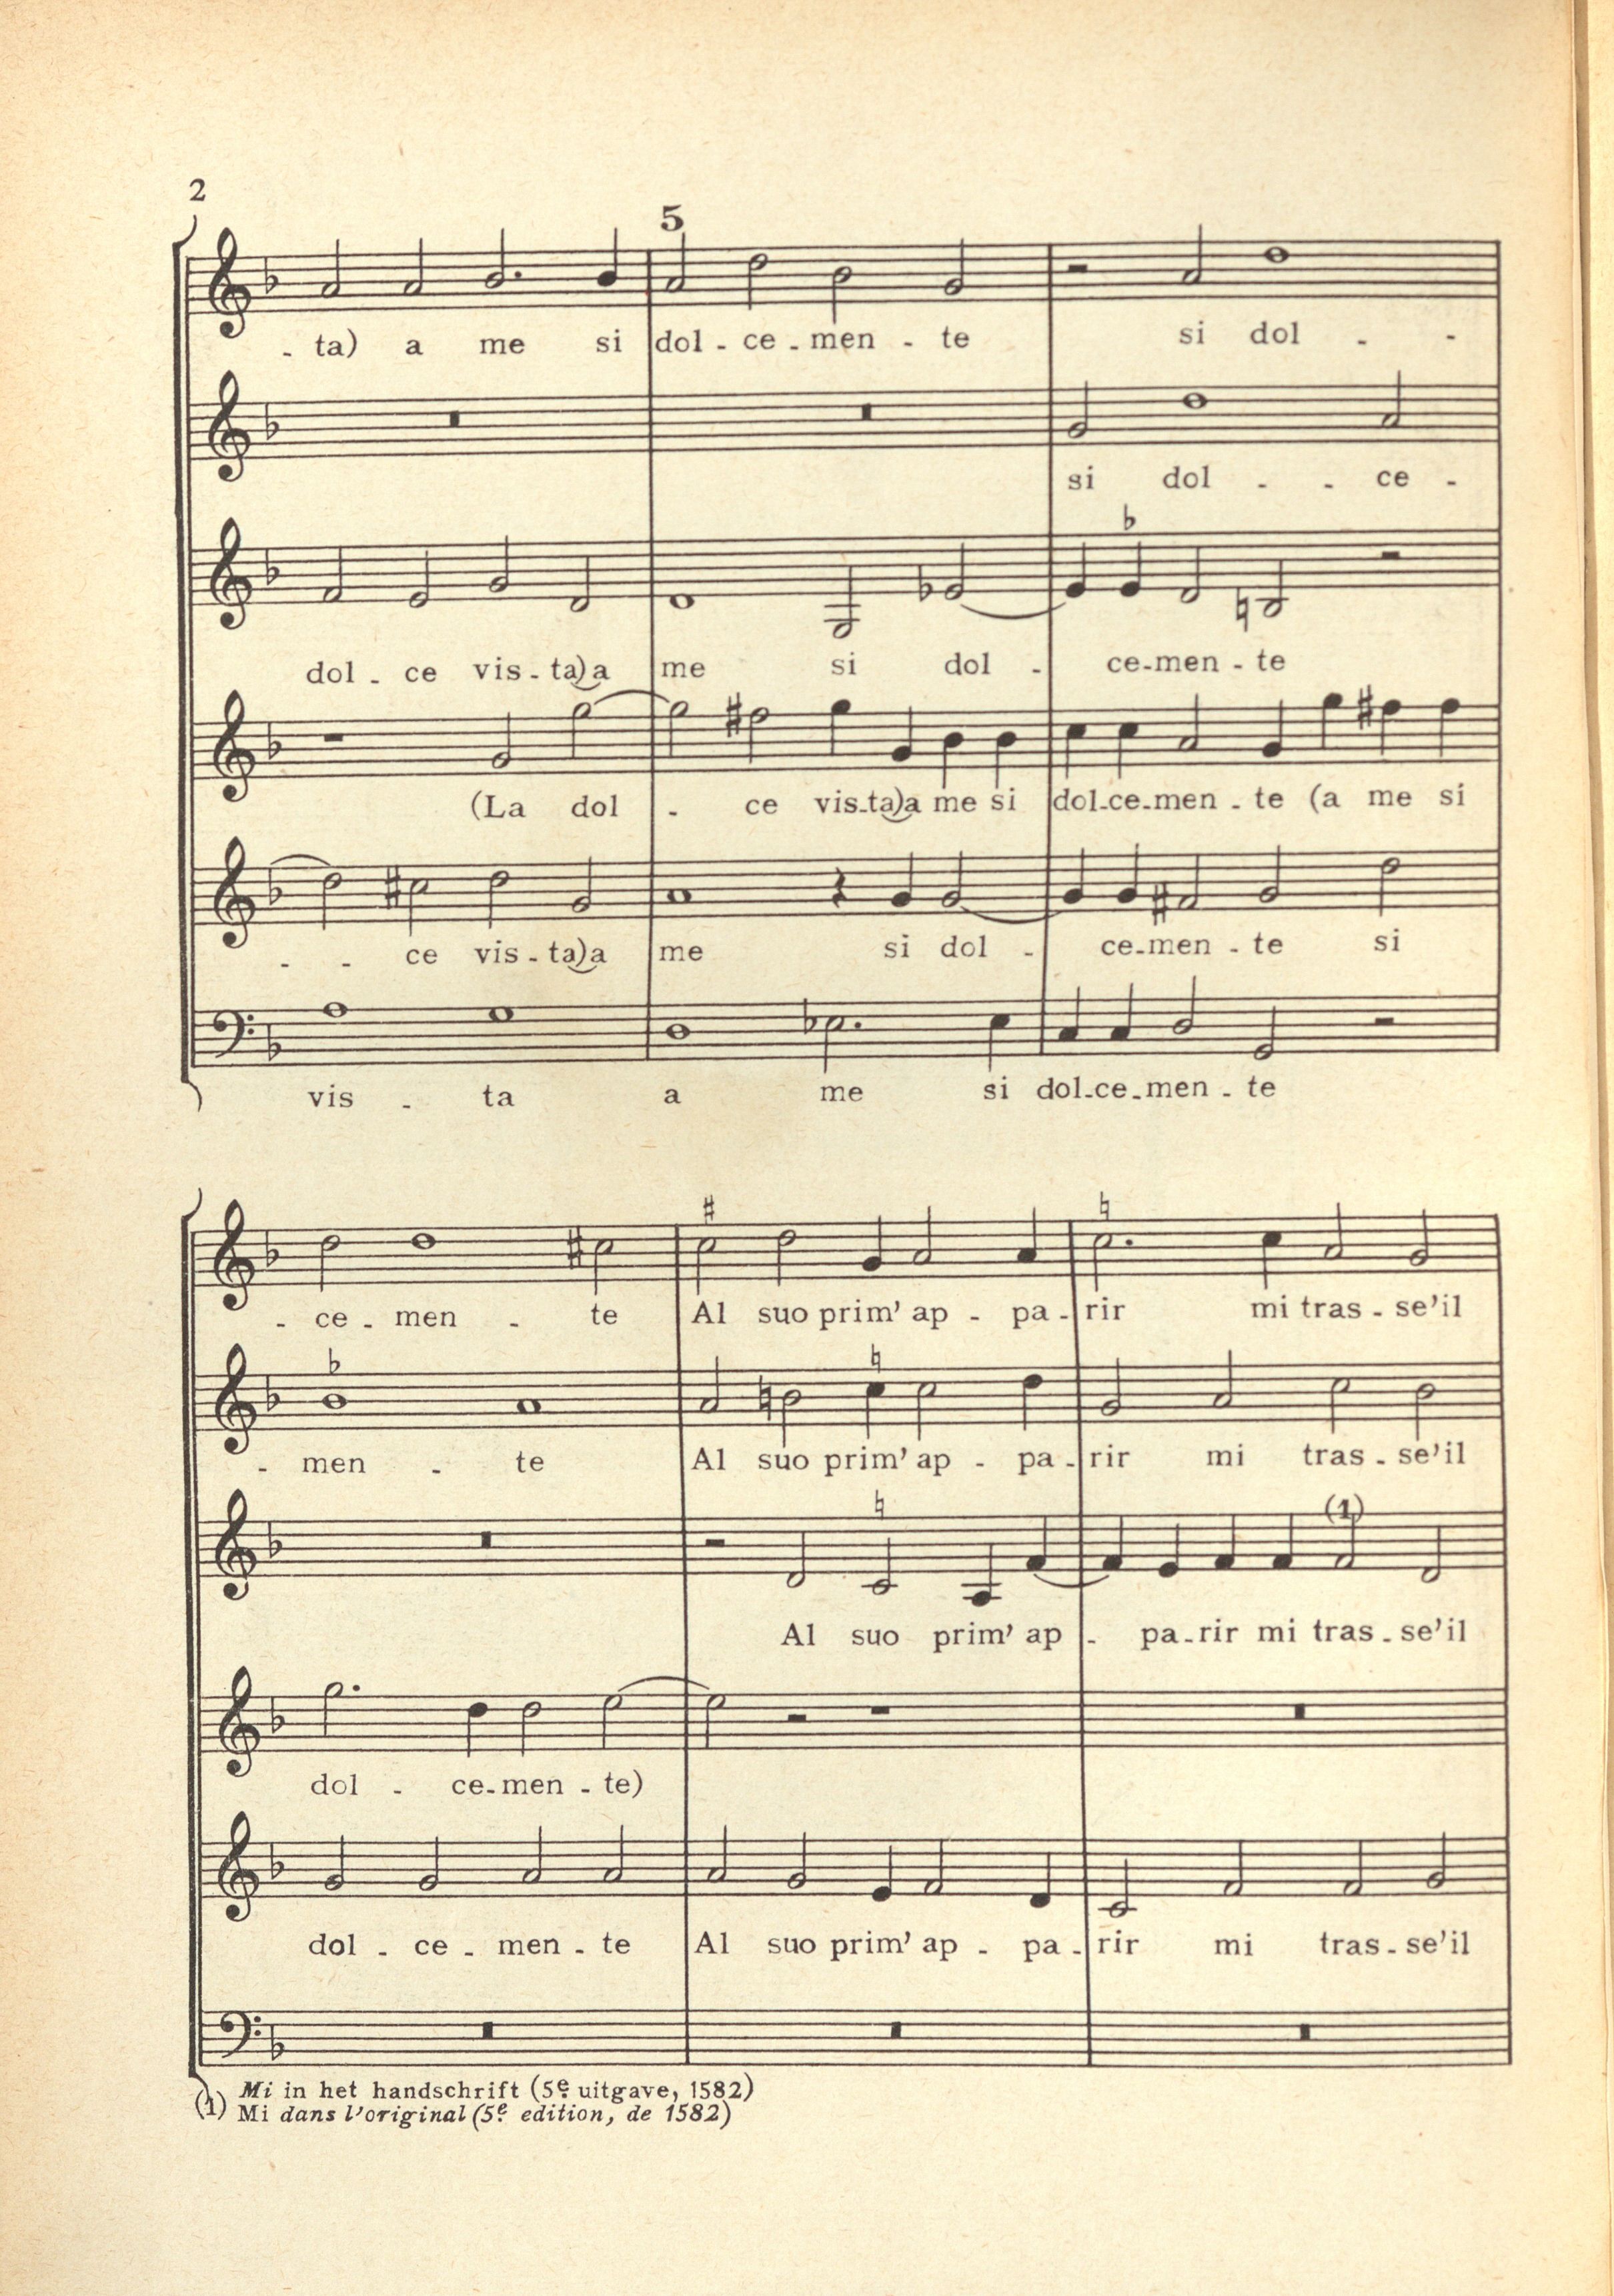 2
5
- ta) a me si dol - ce - men - te si dol - -
si dol - - ce -
dol - ce vis - ta) a me si dol - ce - men - te
(La dol - ce vis - ta) a me si dol - ce - men - te (a me si
- - ce vis - ta) a me si dol - ce - men - te si
vis - ta a me si dol - ce - men - te
- ce - men - te Al suo prim' ap - pa - rir mi tras - se'il
- men - te Al suo prim' ap - pa - rir mi tras - se'il
(1)
Al suo prim' ap - pa - rir mi tras - se'il
dol - ce - men - te)
dol - ce - men - te Al suo prim' ap - pa - rir mi tras - se'il
(1) Mi in het handschrift (5e uitgave, 1582)
Mi dans l'original (5e edition, de 1582)